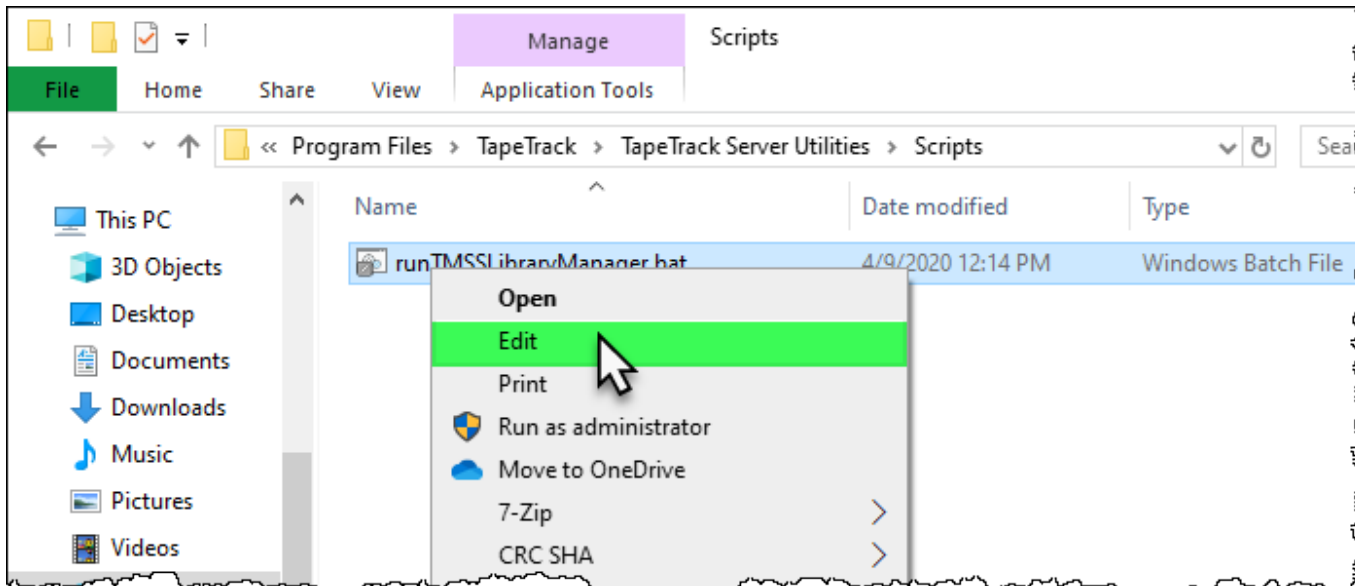 Manage Scripts
File Home Share View Application Tools
« Program Files > TapeTrack > TapeTrack Server Utilities > Scripts
Name Date modified Type
This PC
runTMSSLibraryManager.bat 4/9/2020 12:14 PM Windows Batch File
3D Objects
Desktop
Documents
Downloads
Music
Pictures
Videos
Open
Edit
Print
Run as administrator
Move to OneDrive
7-Zip
CRC SHA